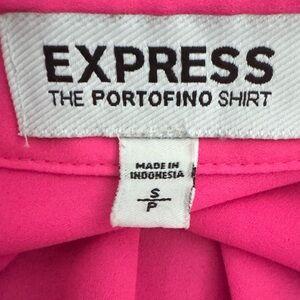 EXPRESS
THE PORTOFINO SHIRT
MADE IN
INDONESIA
S
P